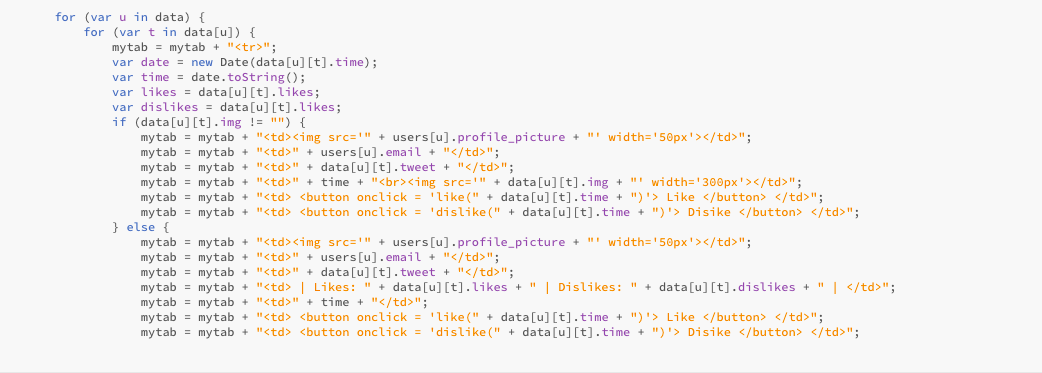 for (var u in data) {
    for (var t in data[u]) {
        mytab = mytab + "<tr>";
        var date = new Date(data[u][t].time);
        var time = date.toString();
        var likes = data[u][t].likes;
        var dislikes = data[u][t].likes;
        if (data[u][t].img != "") {
            mytab = mytab + "<td><img src='" + users[u].profile_picture + "' width='50px'></td>";
            mytab = mytab + "<td>" + users[u].email + "</td>";
            mytab = mytab + "<td>" + data[u][t].tweet + "</td>";
            mytab = mytab + "<td>" + time + "<br><img src='" + data[u][t].img + "' width='300px'></td>";
            mytab = mytab + "<td> <button onclick = 'like(" + data[u][t].time + ")'> Like </button> </td>";
            mytab = mytab + "<td> <button onclick = 'dislike(" + data[u][t].time + ")'> Disike </button> </td>";
        } else {
            mytab = mytab + "<td><img src='" + users[u].profile_picture + "' width='50px'></td>";
            mytab = mytab + "<td>" + users[u].email + "</td>";
            mytab = mytab + "<td>" + data[u][t].tweet + "</td>";
            mytab = mytab + "<td> | Likes: " + data[u][t].likes + " | Dislikes: " + data[u][t].dislikes + " | </td>";
            mytab = mytab + "<td>" + time + "</td>";
            mytab = mytab + "<td> <button onclick = 'like(" + data[u][t].time + ")'> Like </button> </td>";
            mytab = mytab + "<td> <button onclick = 'dislike(" + data[u][t].time + ")'> Disike </button> </td>";